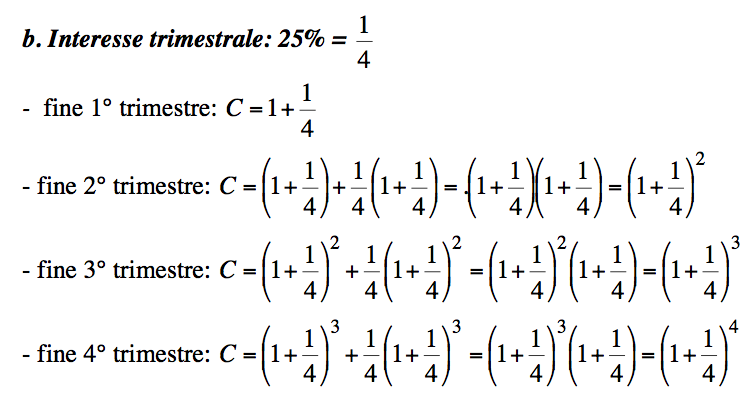 b. Interesse trimestrale: 25% = 1/4
- fine 1° trimestre: C = 1 + 1/4
- fine 2° trimestre: C = (1 + 1/4) + 1/4 (1 + 1/4) = .(1 + 1/4)(1 + 1/4) = (1 + 1/4)²
- fine 3° trimestre: C = (1 + 1/4)² + 1/4 (1 + 1/4)² = (1 + 1/4)² (1 + 1/4) = (1 + 1/4)³
- fine 4° trimestre: C = (1 + 1/4)³ + 1/4 (1 + 1/4)³ = (1 + 1/4)³ (1 + 1/4) = (1 + 1/4)⁴